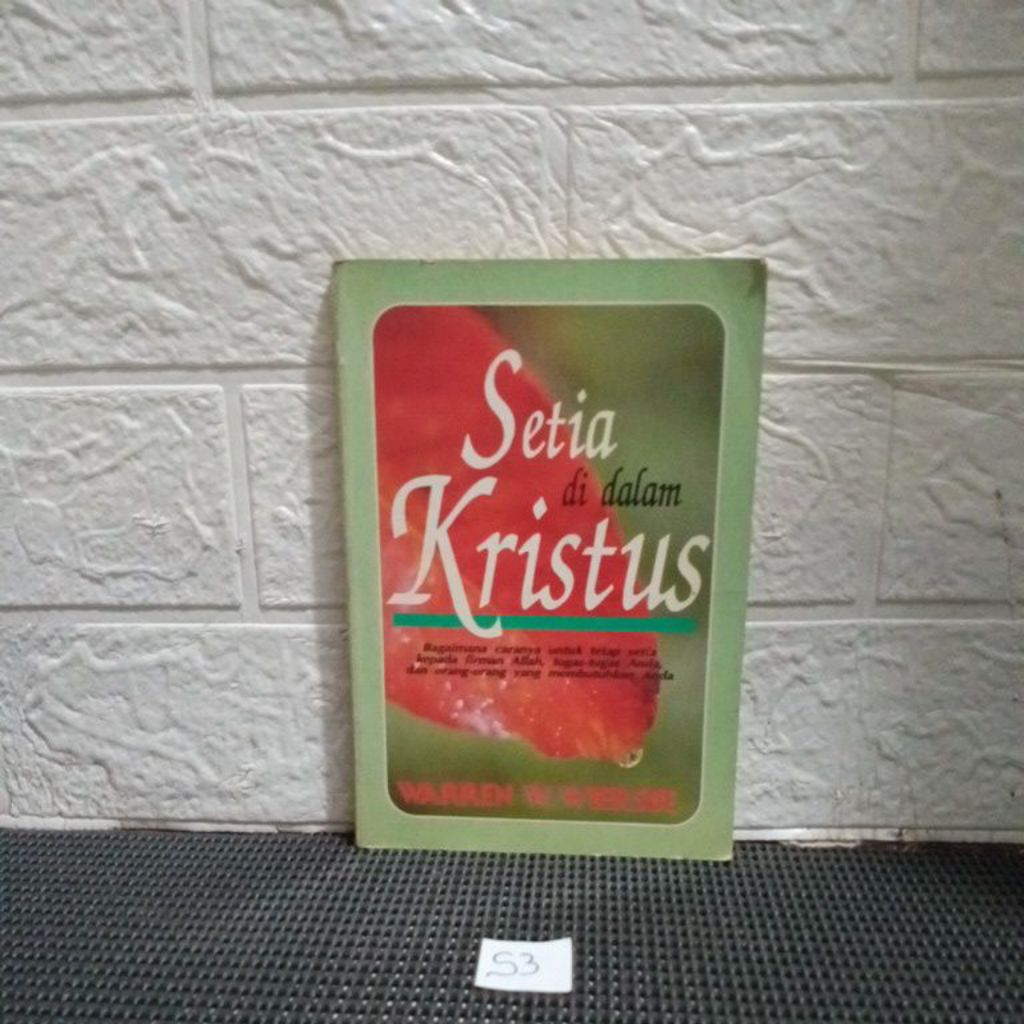 Setia
di dalam
Kristus
Bagaimana caranya untuk tetap setia
kepada firman Allah, tugas-tugas Anda,
dan orang-orang yang membutuhkan Anda
WARREN W. WIERSBE
S3